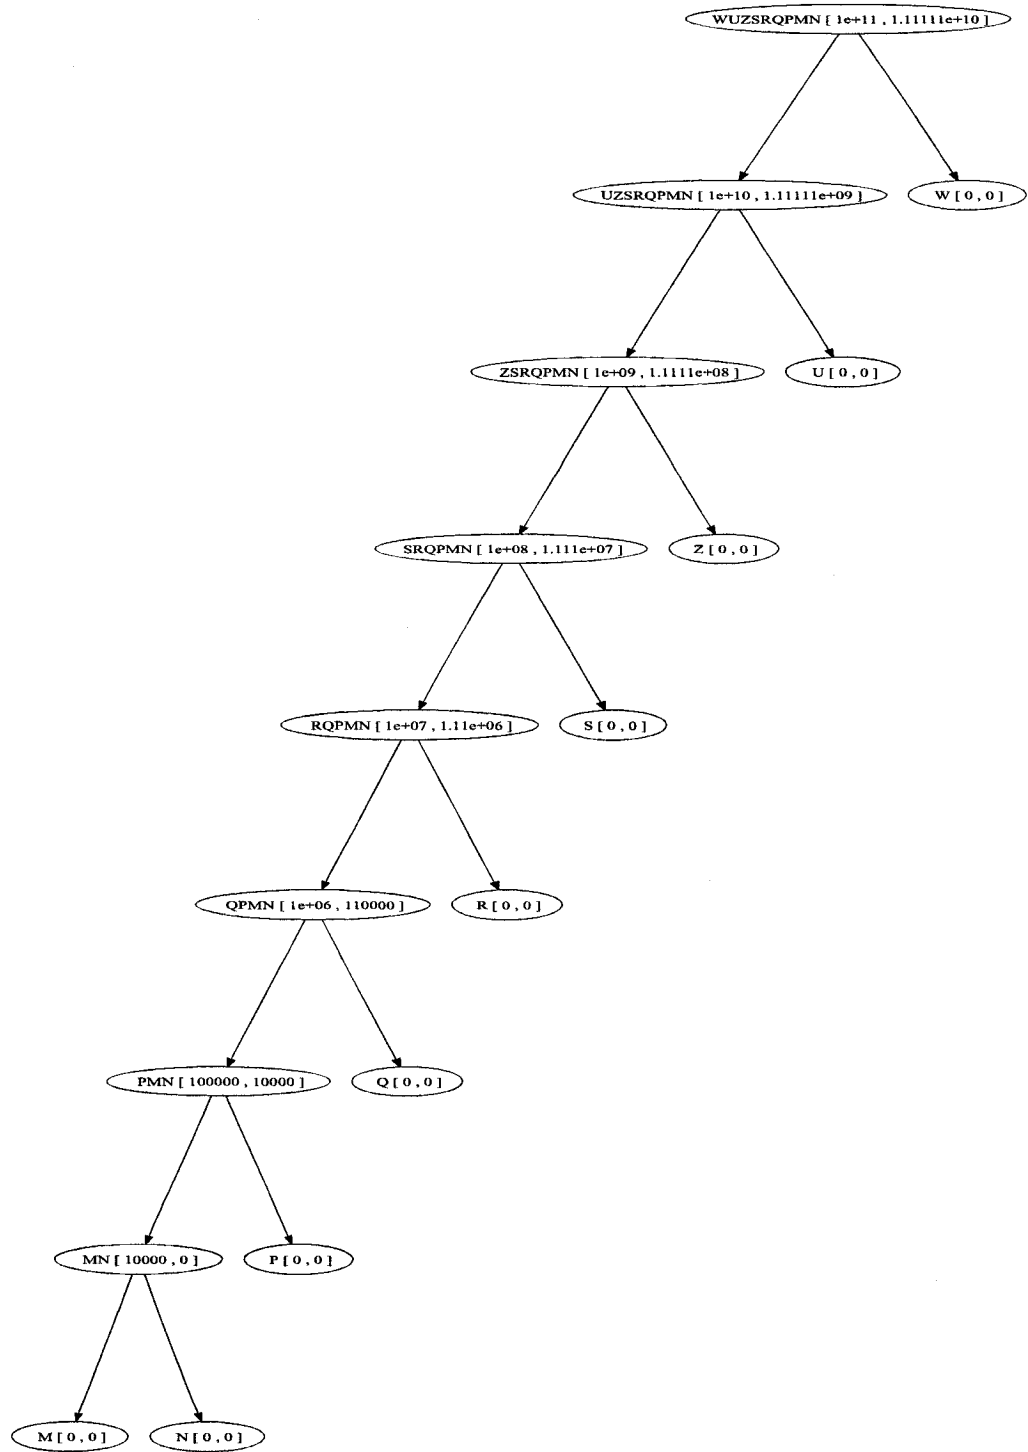 WUZSRQPMN [ 1e+11 , 1.11111e+10 ]
UZSRQPMN [ 1e+10 , 1.11111e+09 ]
W [ 0 , 0 ]
ZSRQPMN [ 1e+09 , 1.1111e+08 ]
U [ 0 , 0 ]
SRQPMN [ 1e+08 , 1.111e+07 ]
Z [ 0 , 0 ]
RQPMN [ 1e+07 , 1.11e+06 ]
S [ 0 , 0 ]
QPMN [ 1e+06 , 110000 ]
R [ 0 , 0 ]
PMN [ 100000 , 10000 ]
Q [ 0 , 0 ]
MN [ 10000 , 0 ]
P [ 0 , 0 ]
M [ 0 , 0 ]
N [ 0 , 0 ]